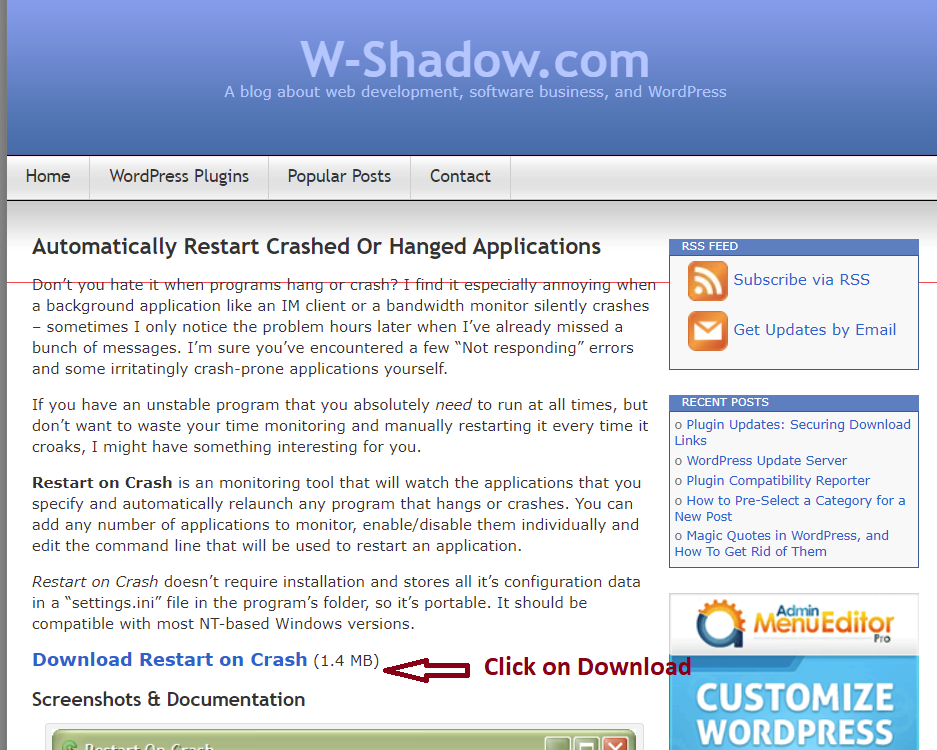 W-Shadow.com
A blog about web development, software business, and WordPress
Home
WordPress Plugins
Popular Posts
Contact
Automatically Restart Crashed Or Hanged Applications
Don’t you hate it when programs hang or crash? I find it especially annoying when
a background application like an IM client or a bandwidth monitor silently crashes
– sometimes I only notice the problem hours later when I’ve already missed a
bunch of messages. I’m sure you’ve encountered a few “Not responding” errors
and some irritatingly crash-prone applications yourself.
If you have an unstable program that you absolutely need to run at all times, but
don’t want to waste your time monitoring and manually restarting it every time it
croaks, I might have something interesting for you.
Restart on Crash is an monitoring tool that will watch the applications that you
specify and automatically relaunch any program that hangs or crashes. You can
add any number of applications to monitor, enable/disable them individually and
edit the command line that will be used to restart an application.
Restart on Crash doesn’t require installation and stores all it’s configuration data
in a “settings.ini” file in the program’s folder, so it’s portable. It should be
compatible with most NT-based Windows versions.
Download Restart on Crash (1.4 MB)
Click on Download
Screenshots & Documentation
Restart On Crash
RSS FEED
Subscribe via RSS
Get Updates by Email
RECENT POSTS
o Plugin Updates: Securing Download
Links
o WordPress Update Server
o Plugin Compatibility Reporter
o How to Pre-Select a Category for a
New Post
o Magic Quotes in WordPress, and
How To Get Rid of Them
Admin
MenuEditor
Pro
CUSTOMIZE
WORDPRESS